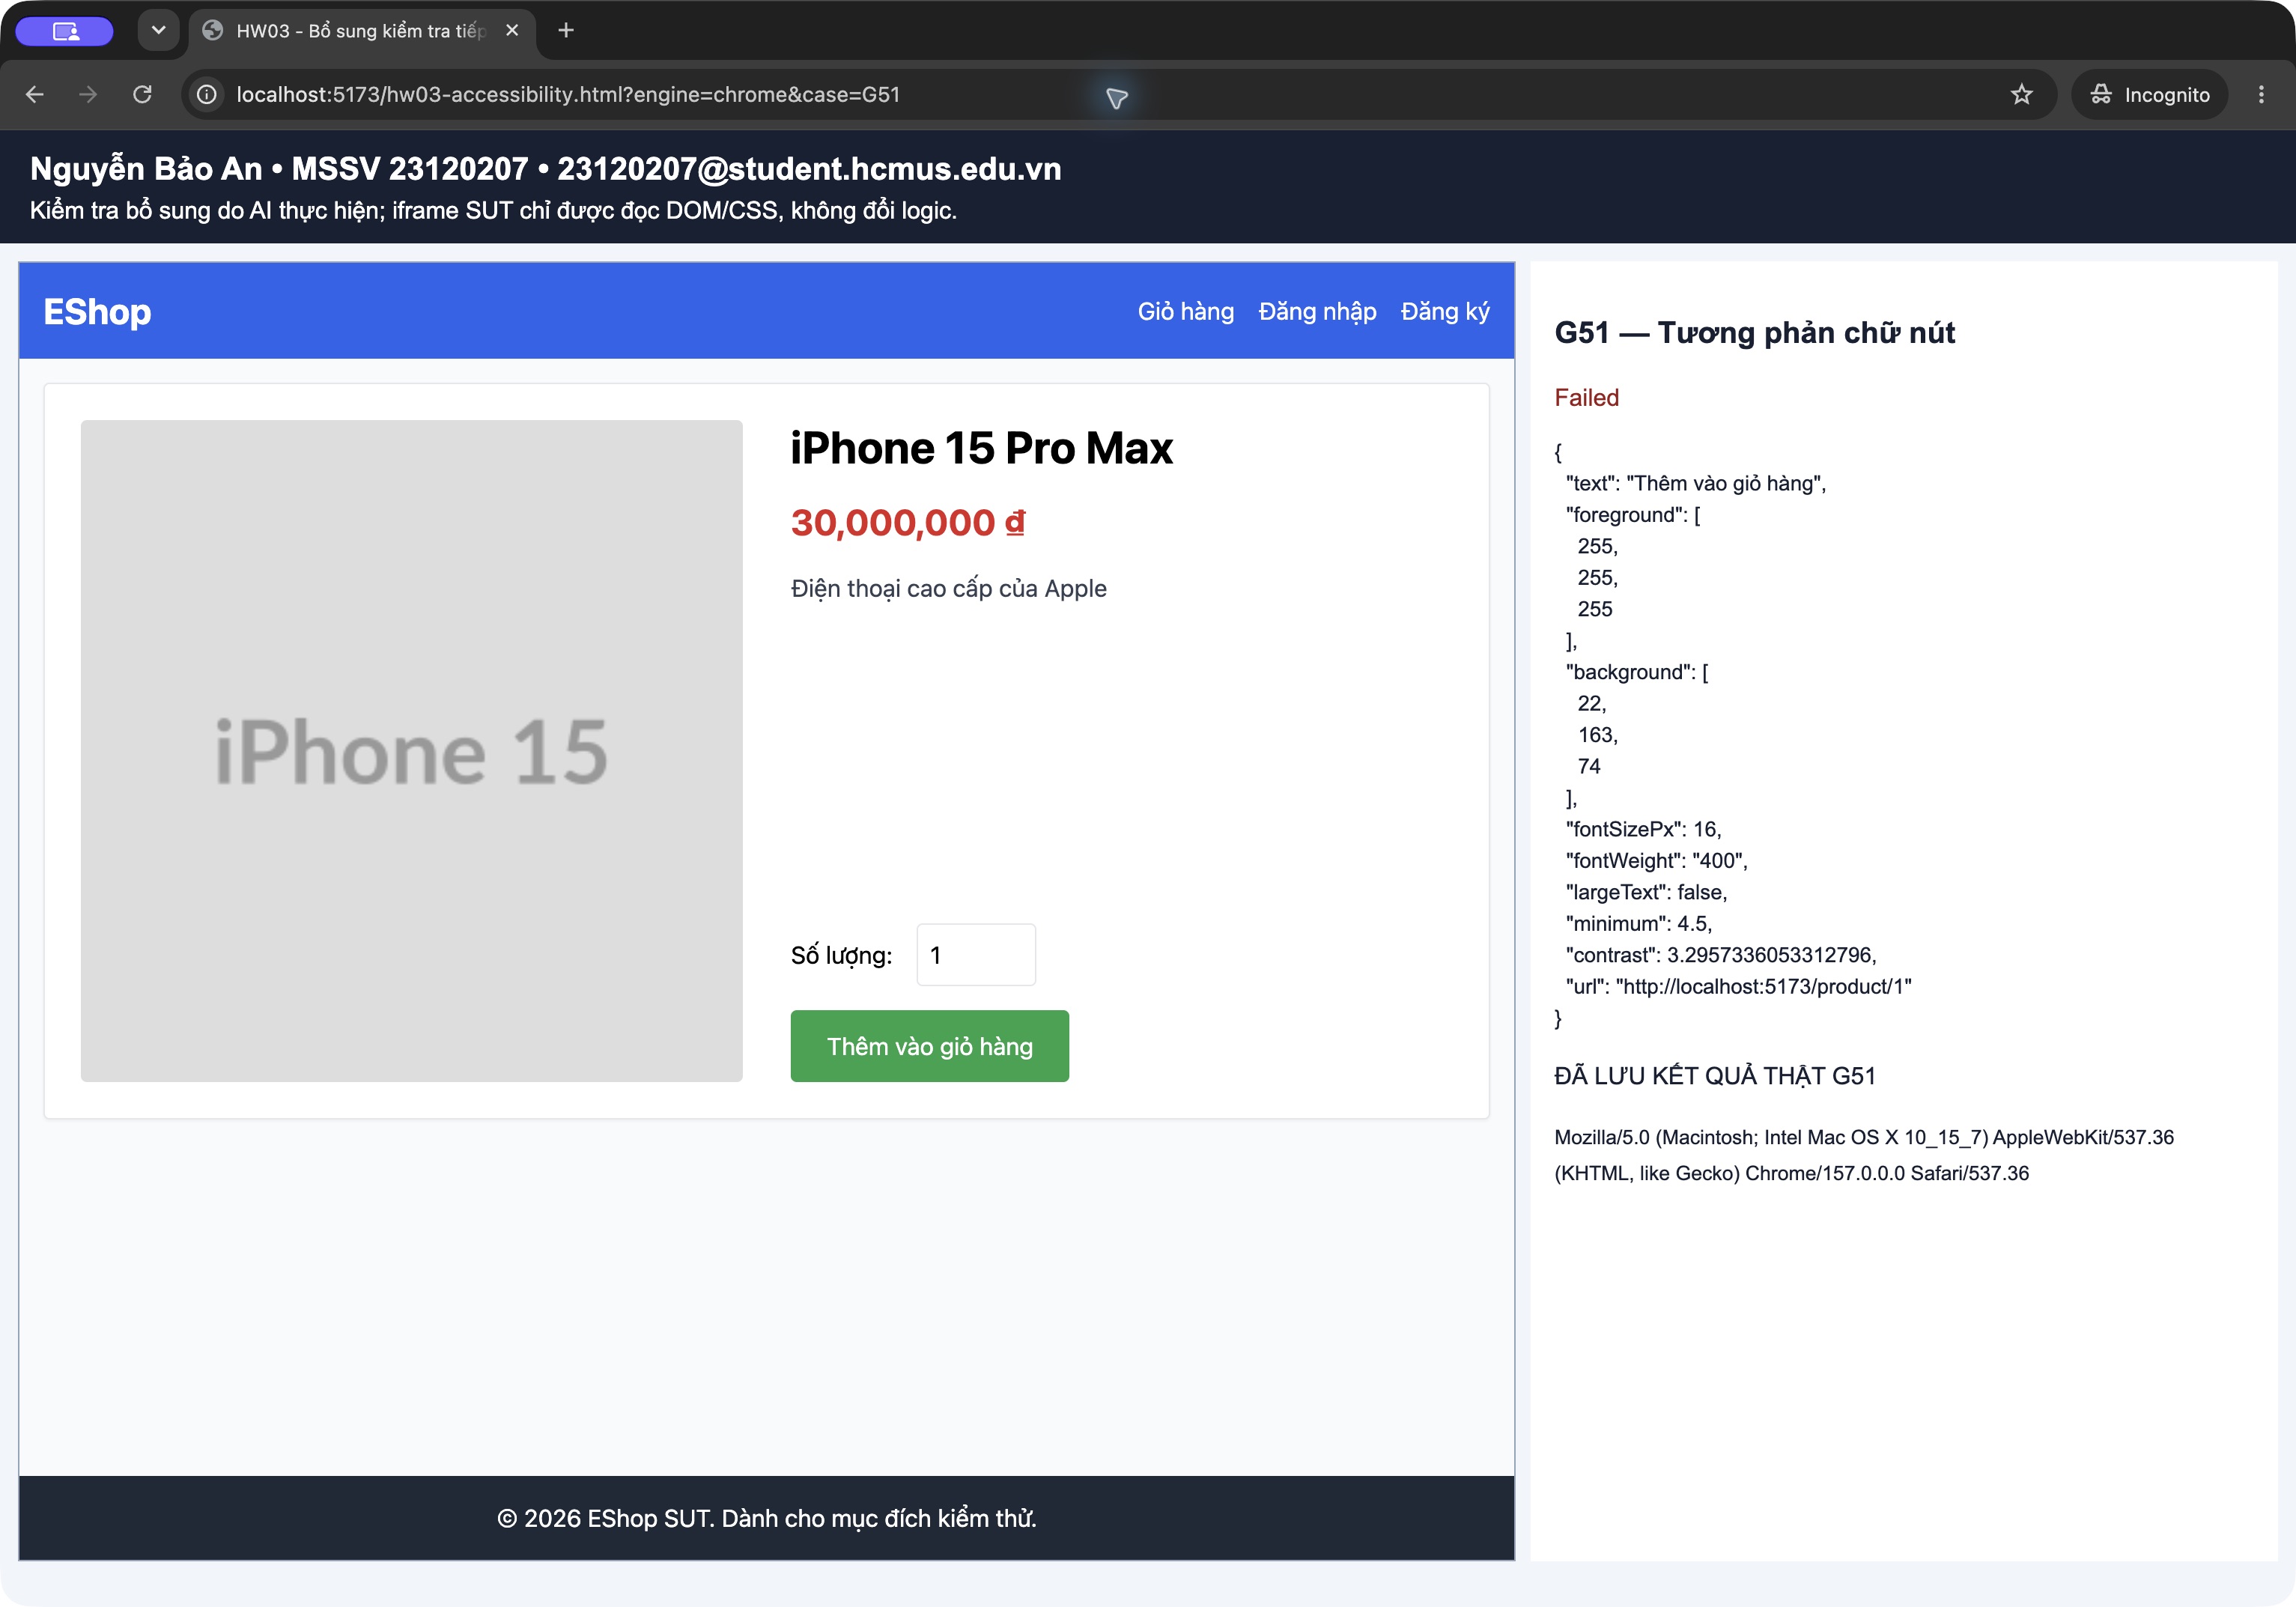 HW03 - Bổ sung kiểm tra tiếp
localhost:5173/hw03-accessibility.html?engine=chrome&case=G51
Incognito
Nguyễn Bảo An • MSSV 23120207 • 23120207@student.hcmus.edu.vn
Kiểm tra bổ sung do AI thực hiện; iframe SUT chỉ được đọc DOM/CSS, không đổi logic.
EShop
Giỏ hàng Đăng nhập Đăng ký
iPhone 15
iPhone 15 Pro Max
30,000,000 ₫
Điện thoại cao cấp của Apple
Số lượng: 1
Thêm vào giỏ hàng
© 2026 EShop SUT. Dành cho mục đích kiểm thử.
G51 — Tương phản chữ nút
Failed
{
"text": "Thêm vào giỏ hàng",
"foreground": [
255,
255,
255
],
"background": [
22,
163,
74
],
"fontSizePx": 16,
"fontWeight": "400",
"largeText": false,
"minimum": 4.5,
"contrast": 3.2957336053312796,
"url": "http://localhost:5173/product/1"
}
ĐÃ LƯU KẾT QUẢ THẬT G51
Mozilla/5.0 (Macintosh; Intel Mac OS X 10_15_7) AppleWebKit/537.36
(KHTML, like Gecko) Chrome/157.0.0.0 Safari/537.36